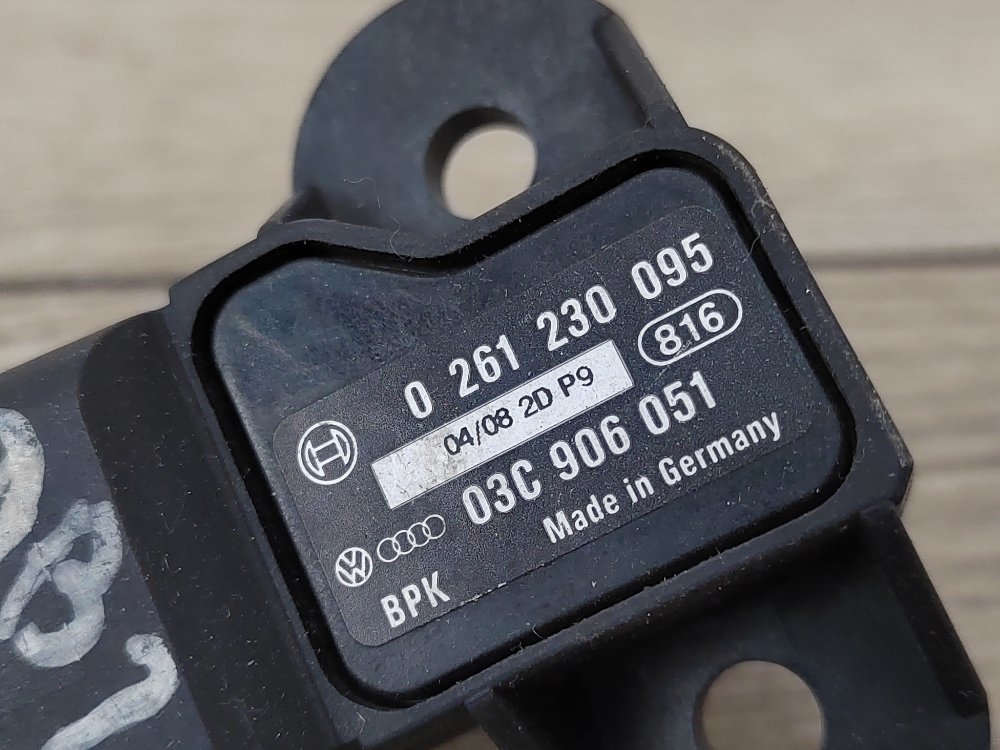 0 261 230 095
816
04/08 2D P9
03C 906 051
Made in Germany
BPK